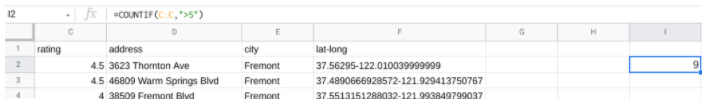 I2 fx =COUNTIF(C:C,">5")
C D E F G H I
1 rating address city lat-long
2 4.5 3623 Thornton Ave Fremont 37.56295-122.010039999999 9
3 4.5 46809 Warm Springs Blvd Fremont 37.4890666928572-121.929413750767
4 4 38509 Fremont Blvd Fremont 37.5513151288032-121.993849799037